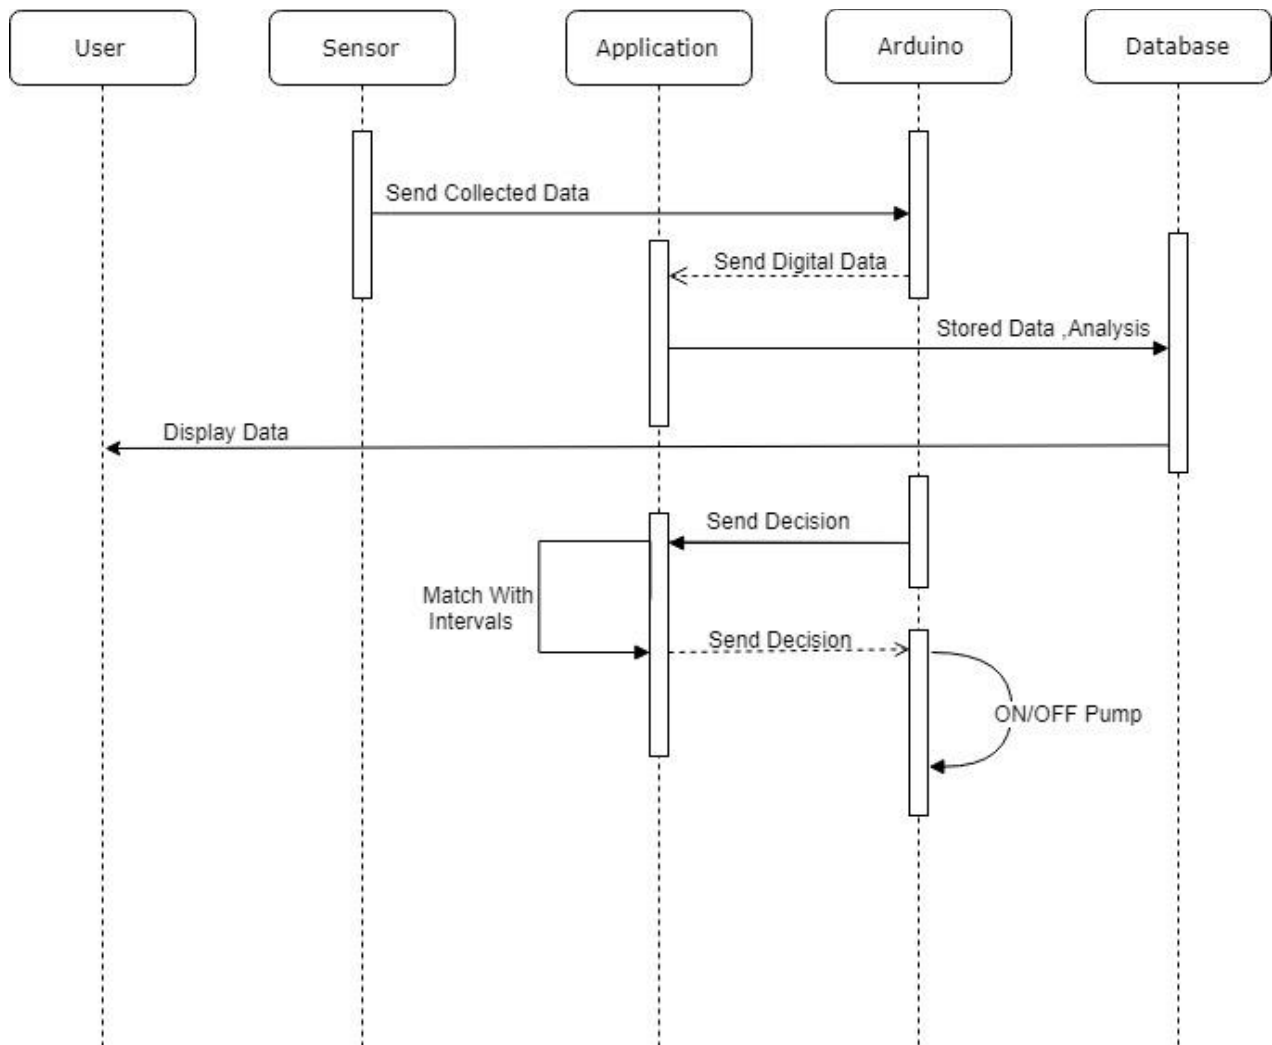 User
Sensor
Application
Arduino
Database
Send Collected Data
Send Digital Data
Stored Data ,Analysis
Display Data
Send Decision
Match With
Intervals
Send Decision
ON/OFF Pump